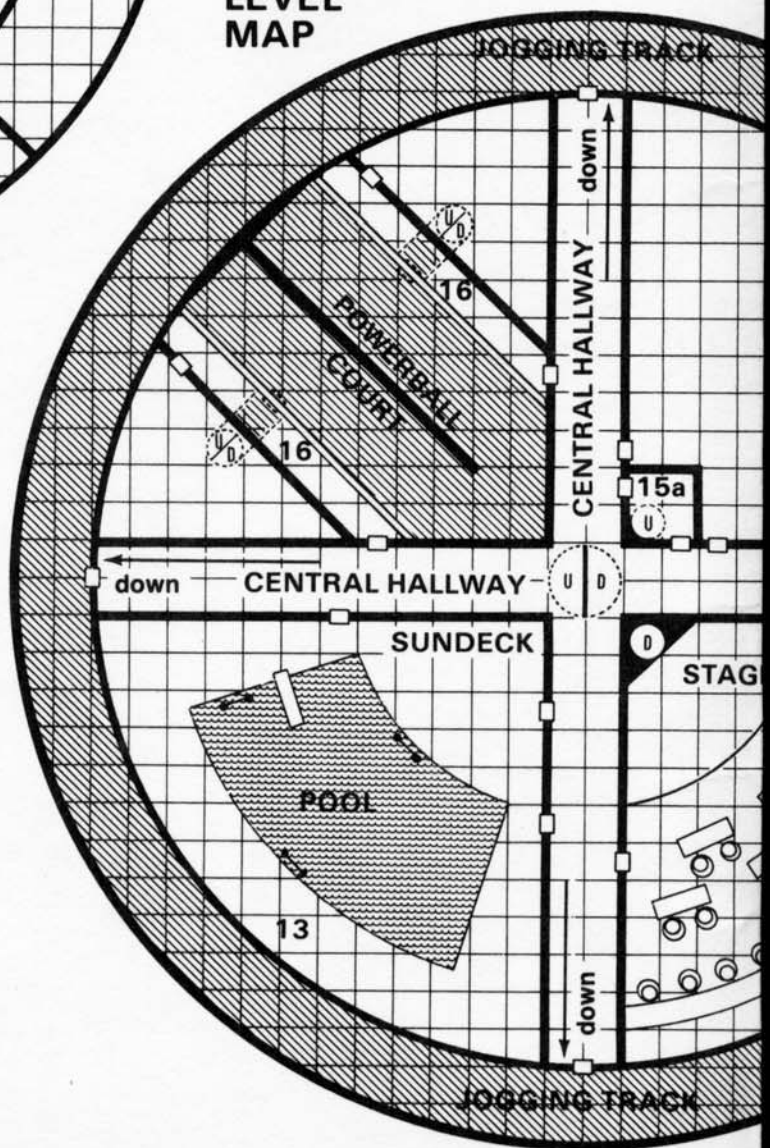 LEVEL
MAP
JOGGING TRACK
down
16
CENTRAL HALLWAY
POWERBALL
COURT
U
D
16
U
D
15a
U
down
CENTRAL HALLWAY
U
D
SUNDECK
D
STAG
POOL
13
down
JOGGING TRACK